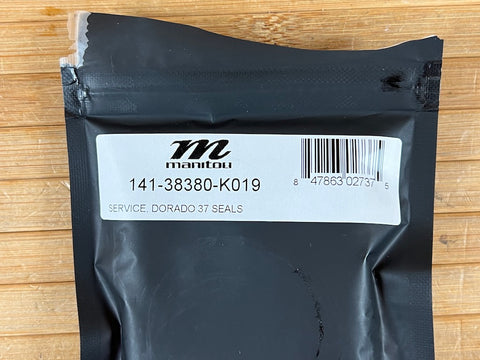 m
manitou
141-38380-K019
8 47863 02737 5
SERVICE, DORADO 37 SEALS